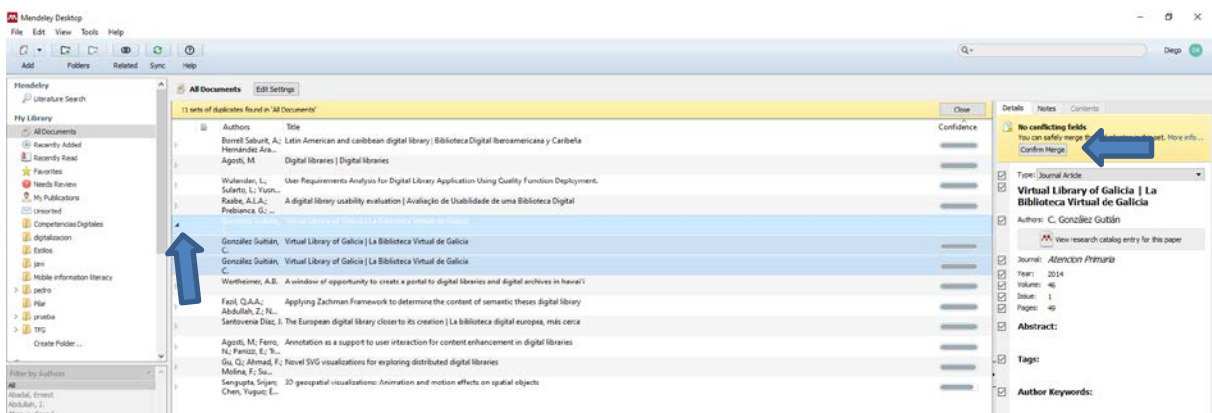 Mendeley Desktop
File Edit View Tools Help
Add Folders Related Sync Help
Diego
Mendeley
Literature Search
My Library
All Documents
Recently Added
Recently Read
Favorites
Needs Review
My Publications
Unsorted
Competencias Digitales
digitalizacion
Estilos
javi
Mobile information literacy
pedro
Pilar
prueba
TFG
Create Folder ...
Filter by Authors
All
Abadal, Ernest
Abdullah, Z.
All Documents Edit Settings
11 sets of duplicates found in 'All Documents' Close
Authors Title Confidence
Borrell Saburit, A.; Latin American and caribbean digital library | Biblioteca Digital Iberoamericana y Caribeña
Hernández Ara...
Agosti, M. Digital libraries | Digital libraries
Wulandari, L.; User Requirements Analysis for Digital Library Application Using Quality Function Deployment.
Sularto, L.; Yusn...
Raabe, A.L.A.; A digital library usability evaluation | Avaliação de Usabilidade de uma Biblioteca Digital
Prebianca, G.; ...
González Guitián, Virtual Library of Galicia | La Biblioteca Virtual de Galicia
C.
González Guitián, Virtual Library of Galicia | La Biblioteca Virtual de Galicia
C.
González Guitián, Virtual Library of Galicia | La Biblioteca Virtual de Galicia
C.
Wertheimer, A.B. A window of opportunity to create a portal to digital libraries and digital archives in hawai'i
Fazil, Q.A.A.; Applying Zachman Framework to determine the content of semantic theses digital library
Abdullah, Z.; N...
Santovenia Díaz, J. The European digital library closer to its creation | La biblioteca digital europea, más cerca
Agosti, M; Ferro, Annotation as a support to user interaction for content enhancement in digital libraries
N.; Panizzi, E.; Tr...
Gu, Q.; Ahmad, F.; Novel SVG visualizations for exploring distributed digital libraries
Molina, F.; Su...
Sengupta, Srijan; 3D geospatial visualizations: Animation and motion effects on spatial objects
Chen, Yuguo; E...
Details Notes Contents
No conflicting fields
You can safely merge the set. More info...
Confirm Merge
Type: Journal Article
Virtual Library of Galicia | La
Biblioteca Virtual de Galicia
Authors: C. González Guitián
View research catalog entry for this paper
Journal: Atencion Primaria
Year: 2014
Volume: 46
Issue: 1
Pages: 49
Abstract:
Tags:
Author Keywords: